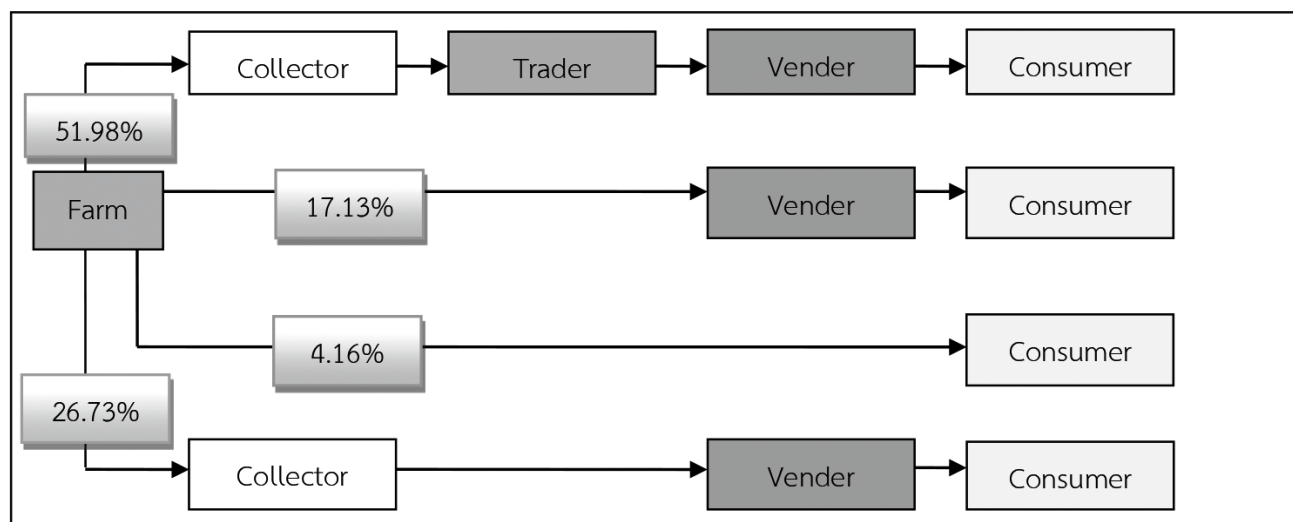 Collector
Trader
Vender
Consumer
51.98%
Farm
17.13%
Vender
Consumer
4.16%
Consumer
26.73%
Collector
Vender
Consumer